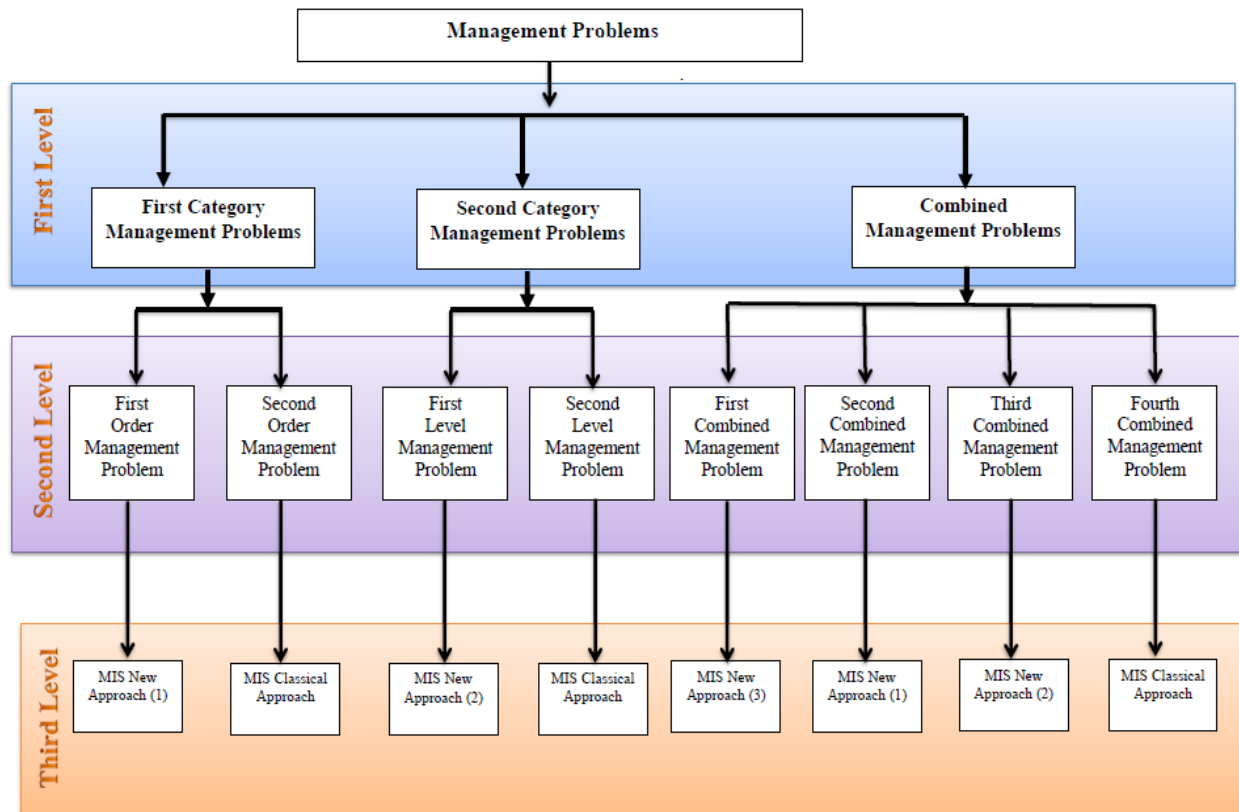 Management Problems
First Level
First Category
Management Problems
Second Category
Management Problems
Combined
Management Problems
Second Level
First
Order
Management
Problem
Second
Order
Management
Problem
First
Level
Management
Problem
Second
Level
Management
Problem
First
Combined
Management
Problem
Second
Combined
Management
Problem
Third
Combined
Management
Problem
Fourth
Combined
Management
Problem
Third Level
MIS New
Approach (1)
MIS Classical
Approach
MIS New
Approach (2)
MIS Classical
Approach
MIS New
Approach (3)
MIS New
Approach (1)
MIS New
Approach (2)
MIS Classical
Approach